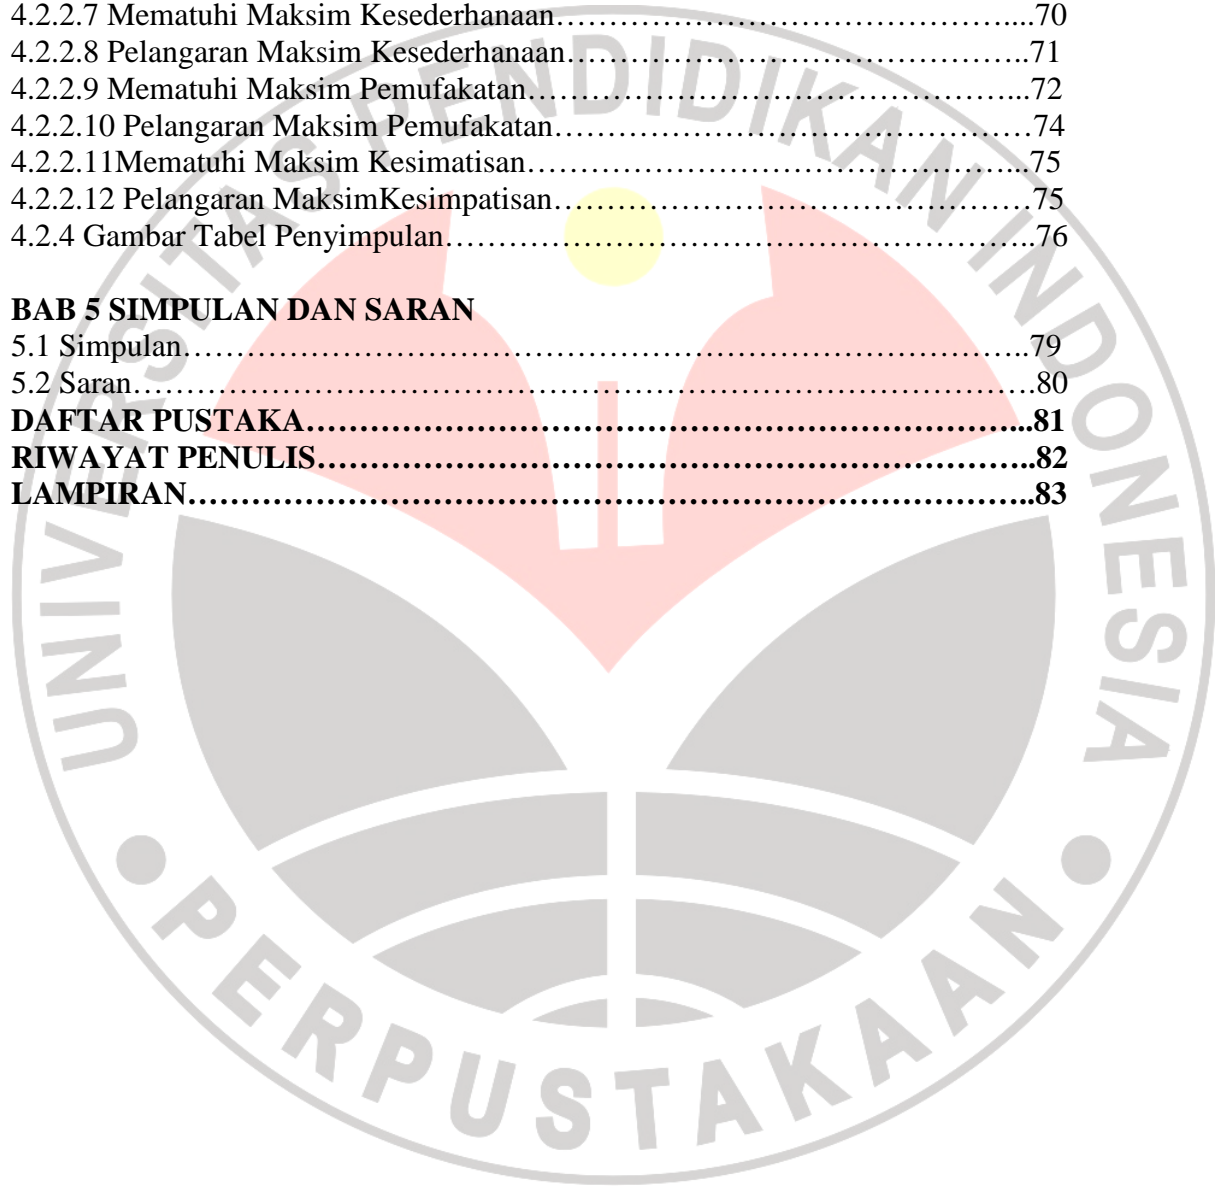 4.2.2.7 Mematuhi Maksim Kesederhanaan…………………………………….....70
4.2.2.8 Pelangaran Maksim Kesederhanaan……………………………………..71
4.2.2.9 Mematuhi Maksim Pemufakatan………………………………………...72
4.2.2.10 Pelangaran Maksim Pemufakatan………………………………………74
4.2.2.11Mematuhi Maksim Kesimatisan………………………………………..75
4.2.2.12 Pelangaran MaksimKesimpatisan………………………………………75
4.2.4 Gambar Tabel Penyimpulan………………………………………………..76
BAB 5 SIMPULAN DAN SARAN
5.1 Simpulan…………………………………………………………………….79
5.2 Saran…………………………………………………………………………80
DAFTAR PUSTAKA…………………………………………………………...81
RIWAYAT PENULIS…………………………………………………………..82
LAMPIRAN…………………………………………………………………….83
UNIVERSITAS PENDIDIKAN INDONESIA
PERPUSTAKAAN